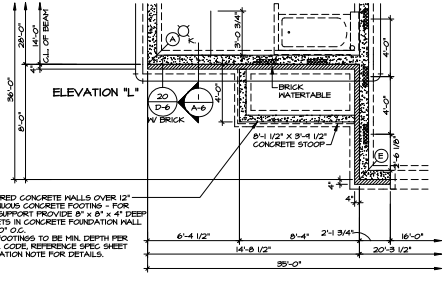 28'-0"
14'-0"
C.L. OF BEAM
4"
36'-0"
8'-0"
A
3'-0 3/4"
4'-0"
ELEVATION "L"
20
D-6
W/ BRICK
1
A-6
4'-0"
BRICK
WATERTABLE
4'-0"
8'-1 1/2" X 3'-9 1/2"
CONCRETE STOOP
E
2'-6 1/8"
4"
4"
RED CONCRETE WALLS OVER 12"
UOUS CONCRETE FOOTING - FOR
SUPPORT PROVIDE 8" x 8" x 4" DEEP
TS IN CONCRETE FOUNDATION WALL
0" O.C.
FOOTINGS TO BE MIN. DEPTH PER
CODE, REFERENCE SPEC SHEET
ATION NOTE FOR DETAILS.
6'-4 1/2"
8'-4"
2'-1 3/4"
16'-0"
14'-8 1/2"
20'-3 1/2"
35'-0"